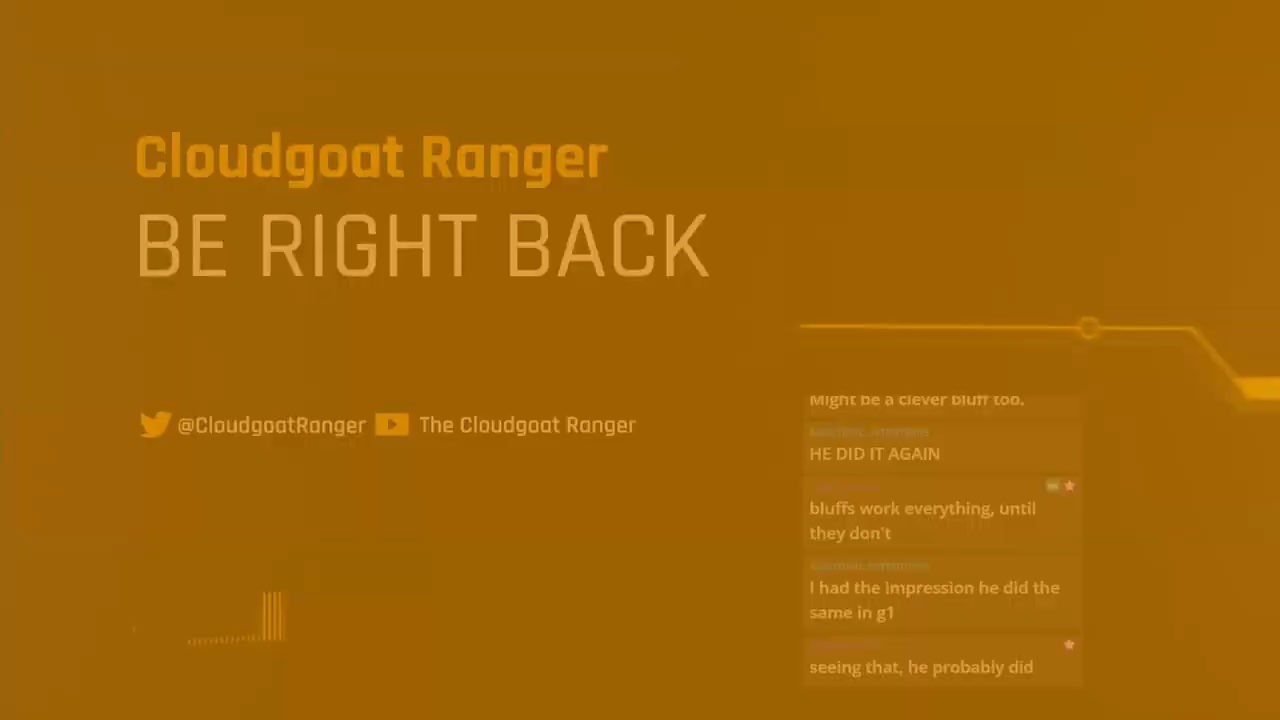 Cloudgoat Ranger
BE RIGHT BACK
@CloudgoatRanger
The Cloudgoat Ranger
Might be a clever bluff too.
HE DID IT AGAIN
bluffs work everything, until
they don't
I had the impression he did the
same in g1
seeing that, he probably did